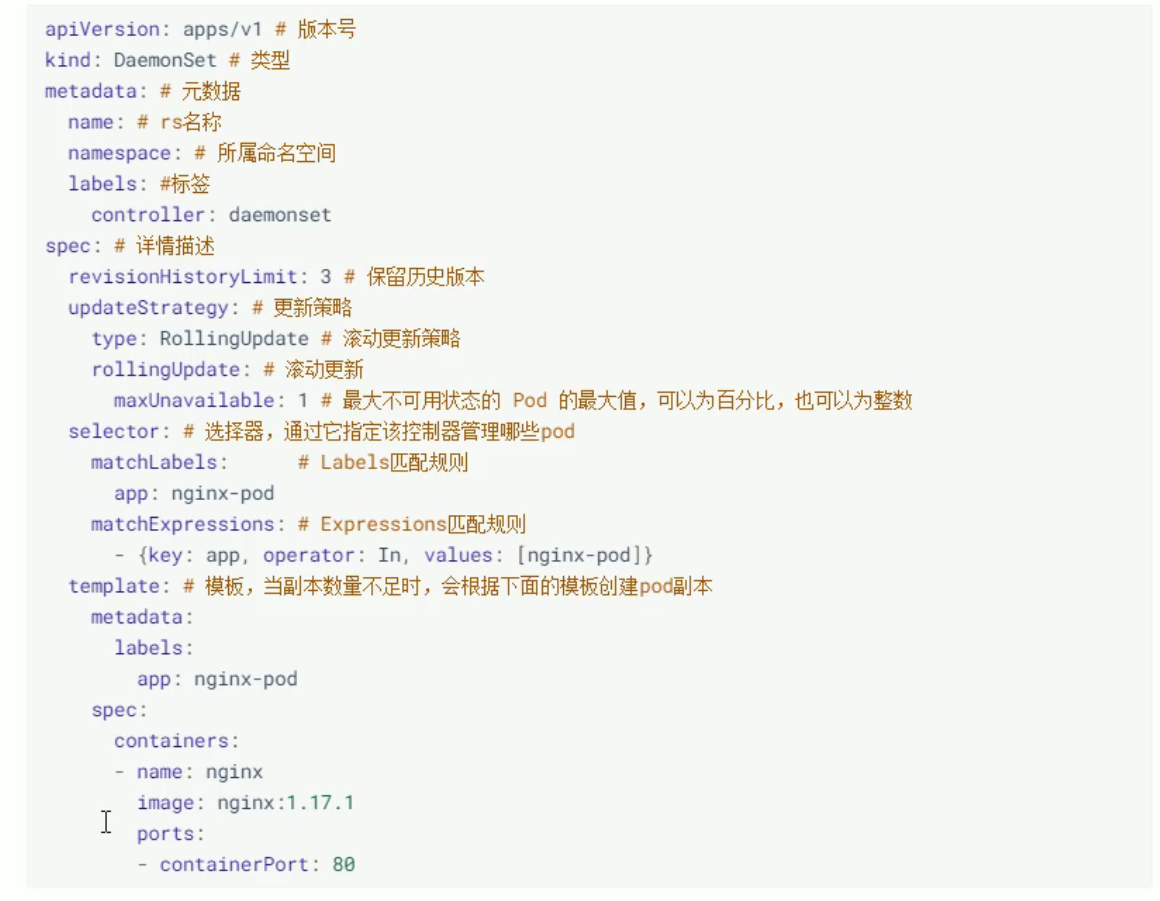 apiVersion: apps/v1 # 版本号
kind: DaemonSet # 类型
metadata: # 元数据
  name: # rs名称
  namespace: # 所属命名空间
  labels: #标签
    controller: daemonset
spec: # 详情描述
  revisionHistoryLimit: 3 # 保留历史版本
  updateStrategy: # 更新策略
    type: RollingUpdate # 滚动更新策略
    rollingUpdate: # 滚动更新
      maxUnavailable: 1 # 最大不可用状态的 Pod 的最大值，可以为百分比，也可以为整数
  selector: # 选择器，通过它指定该控制器管理哪些pod
    matchLabels:      # Labels匹配规则
      app: nginx-pod
    matchExpressions: # Expressions匹配规则
      - {key: app, operator: In, values: [nginx-pod]}
  template: # 模板，当副本数量不足时，会根据下面的模板创建pod副本
    metadata:
      labels:
        app: nginx-pod
    spec:
      containers:
      - name: nginx
        image: nginx:1.17.1
        ports:
        - containerPort: 80